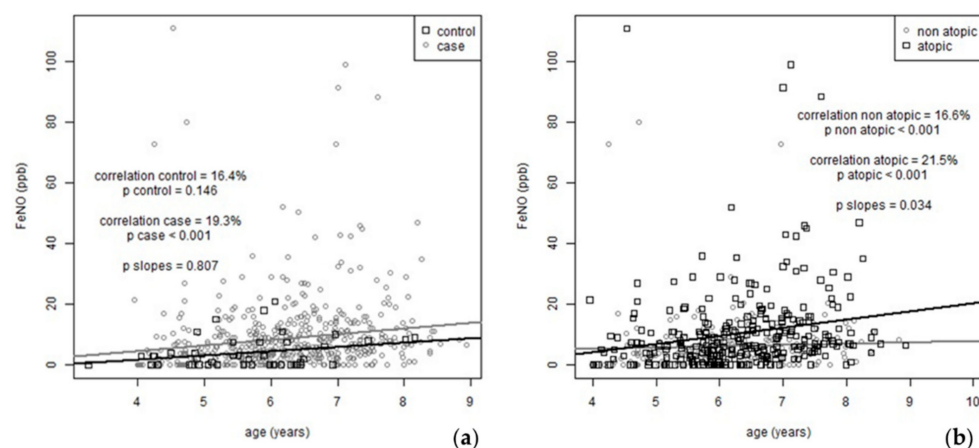 control
case
FeNO (ppb)
100
80
60
40
20
0
correlation control = 16.4%
p control = 0.146
correlation case = 19.3%
p case < 0.001
p slopes = 0.807
4
5
6
7
8
9
age (years)
(a)
non atopic
atopic
FeNO (ppb)
100
80
60
40
20
0
correlation non atopic = 16.6%
p non atopic < 0.001
correlation atopic = 21.5%
p atopic < 0.001
p slopes = 0.034
4
5
6
7
8
9
10
age (years)
(b)